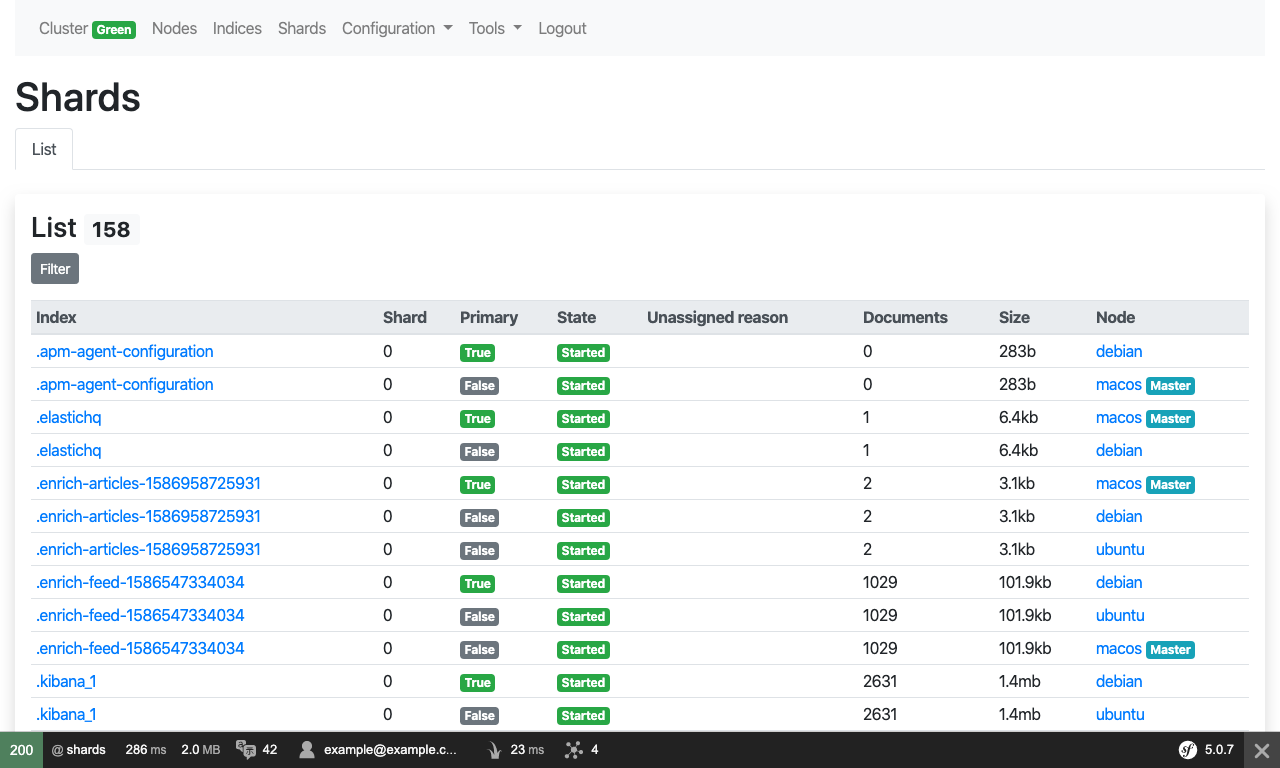 Cluster Green Nodes Indices Shards Configuration Tools Logout
Shards
List
List 158
Filter
Index Shard Primary State Unassigned reason Documents Size Node
.apm-agent-configuration 0 True Started 0 283b debian
.apm-agent-configuration 0 False Started 0 283b macos Master
.elastichq 0 True Started 1 6.4kb macos Master
.elastichq 0 False Started 1 6.4kb debian
.enrich-articles-1586958725931 0 True Started 2 3.1kb macos Master
.enrich-articles-1586958725931 0 False Started 2 3.1kb debian
.enrich-articles-1586958725931 0 False Started 2 3.1kb ubuntu
.enrich-feed-1586547334034 0 True Started 1029 101.9kb debian
.enrich-feed-1586547334034 0 False Started 1029 101.9kb ubuntu
.enrich-feed-1586547334034 0 False Started 1029 101.9kb macos Master
.kibana_1 0 True Started 2631 1.4mb debian
.kibana_1 0 False Started 2631 1.4mb ubuntu
200 @ shards 286 ms 2.0 MB 42 example@example.c... 23 ms 4 sf 5.0.7